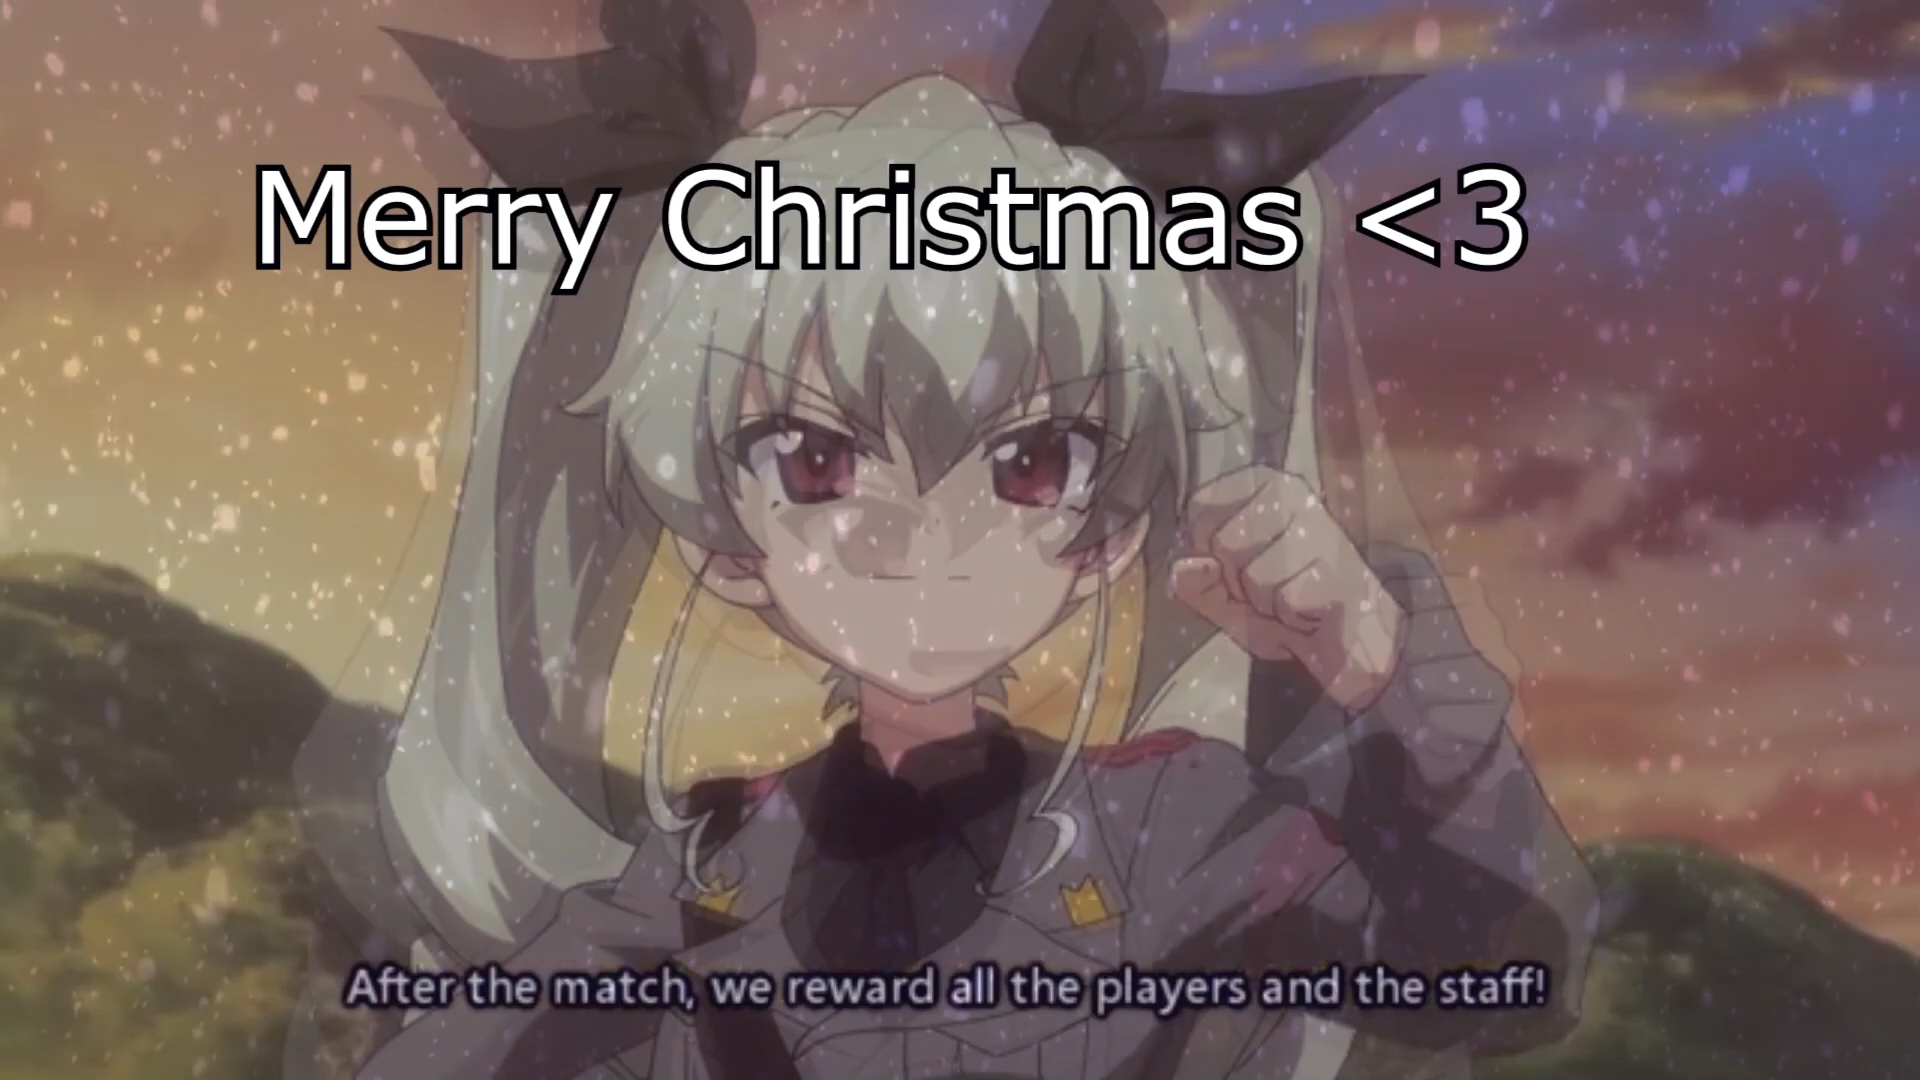 Merry Christmas <3
After the match, we reward all the players and the staff!